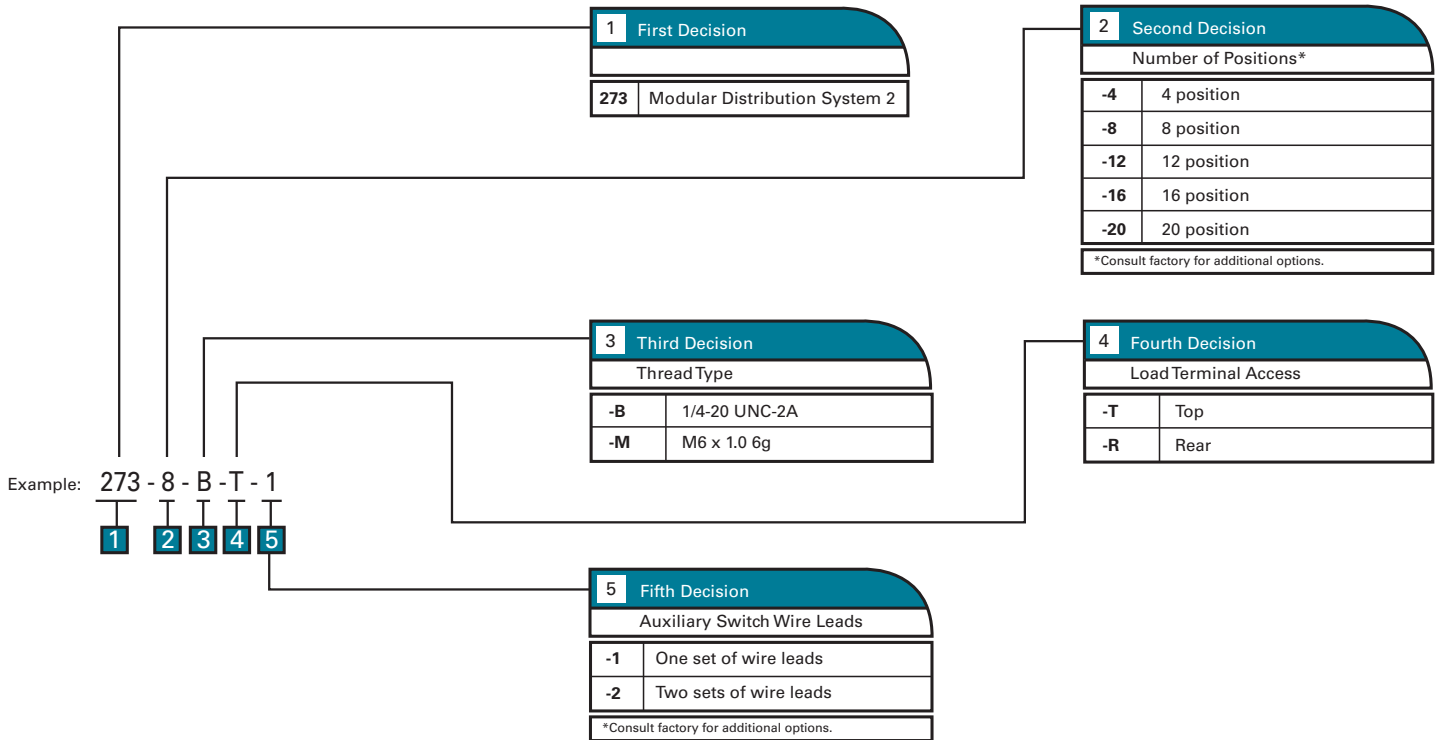 1 First Decision
273 Modular Distribution System 2
2 Second Decision
Number of Positions*
-4 4 position
-8 8 position
-12 12 position
-16 16 position
-20 20 position
*Consult factory for additional options.
3 Third Decision
Thread Type
-B 1/4-20 UNC-2A
-M M6 x 1.0 6g
4 Fourth Decision
Load Terminal Access
-T Top
-R Rear
Example: 273 - 8 - B - T - 1
1 2 3 4 5
5 Fifth Decision
Auxiliary Switch Wire Leads
-1 One set of wire leads
-2 Two sets of wire leads
*Consult factory for additional options.